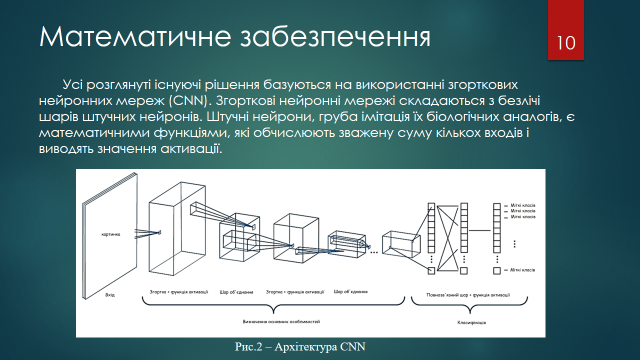 Математичне забезпечення
10
Усі розглянуті існуючі рішення базуються на використанні згорткових
нейронних мереж (CNN). Згорткові нейронні мережі складаються з безлічі
шарів штучних нейронів. Штучні нейрони, груба імітація їх біологічних аналогів, є
математичними функціями, які обчислюють зважену суму кількох входів і
виводять значення активації.
картинка
Мітки класів
Мітки класів
Мітки класів
Мітки класів
Вхід
Згортка + функція активації
Шар об'єднання
Згортка + функція активації
Шар об'єднання
Повнозв'язний шар + функція активації
Визначення основних особливостей
Класифікація
Рис.2 – Архітектура CNN